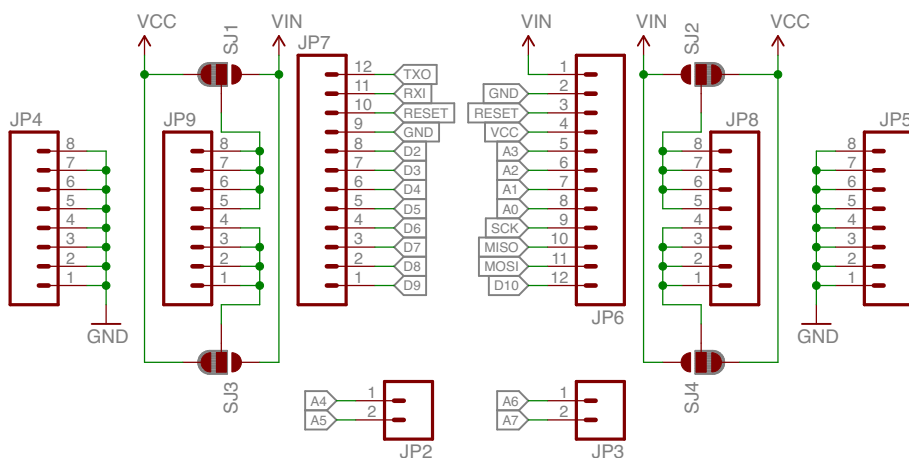 VCC
SJ1
VIN
JP7
12 TXO
11 RXI
10 RESET
9 GND
8 D2
7 D3
6 D4
5 D5
4 D6
3 D7
2 D8
1 D9
JP4
8
7
6
5
4
3
2
1
GND
JP9
8
7
6
5
4
3
2
1
SJ3
VIN
1
GND 2
RESET 3
VCC 4
A3 5
A2 6
A1 7
A0 8
SCK 9
MISO 10
MOSI 11
D10 12
JP6
VIN
SJ2
VCC
JP8
8
7
6
5
4
3
2
1
SJ4
JP5
8
7
6
5
4
3
2
1
GND
A4 1
A5 2
JP2
A6 1
A7 2
JP3